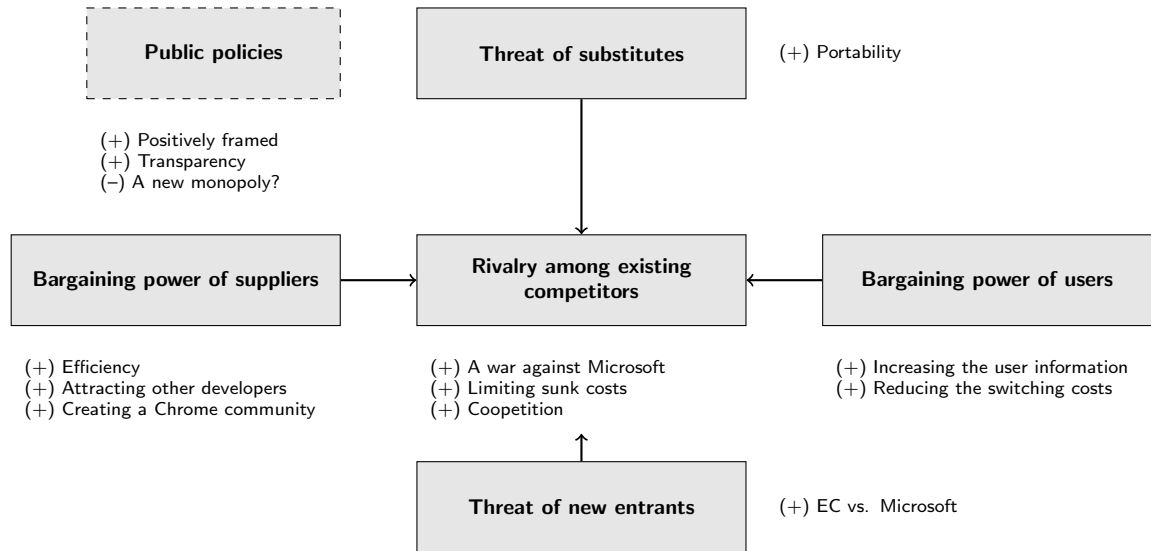 Public policies
(+) Positively framed
(+) Transparency
(–) A new monopoly?
Threat of substitutes
(+) Portability
Bargaining power of suppliers
(+) Efficiency
(+) Attracting other developers
(+) Creating a Chrome community
Rivalry among existing
competitors
(+) A war against Microsoft
(+) Limiting sunk costs
(+) Coopetition
Bargaining power of users
(+) Increasing the user information
(+) Reducing the switching costs
Threat of new entrants
(+) EC vs. Microsoft